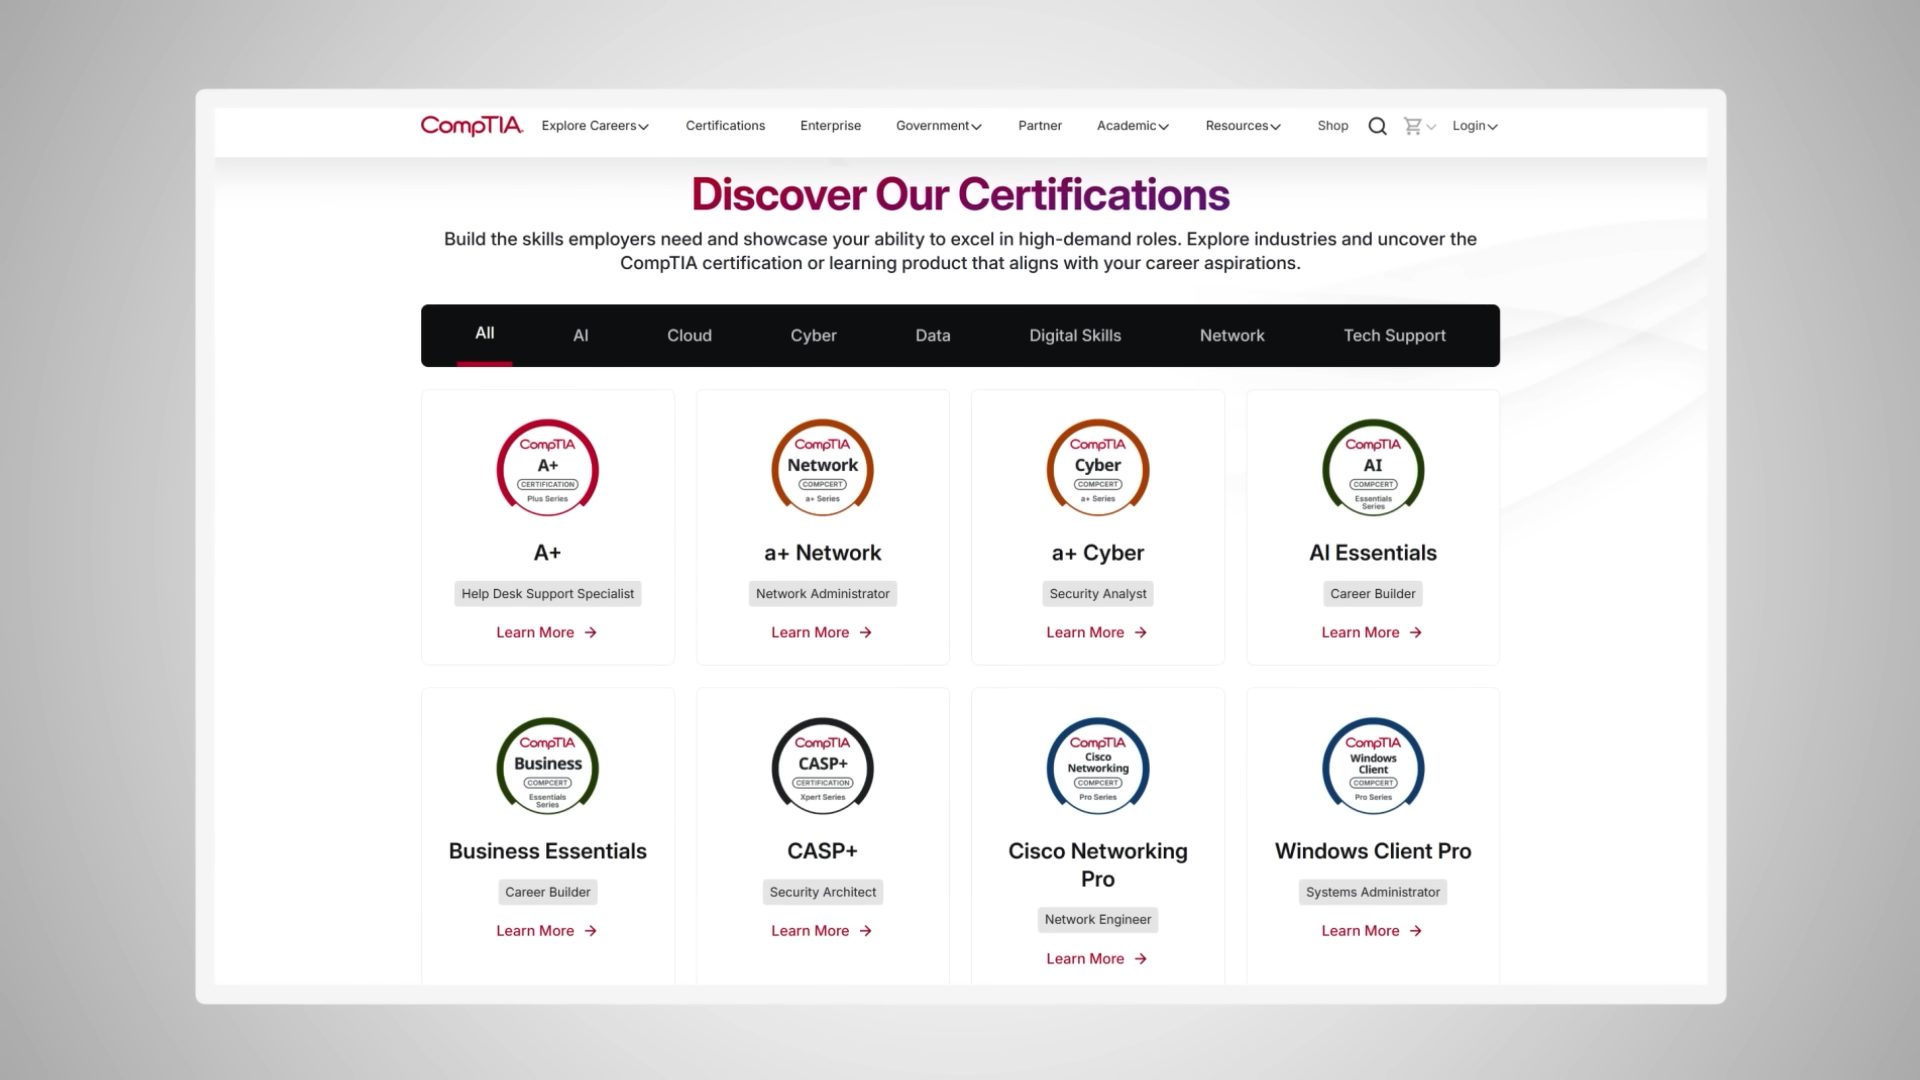 CompTIA. Explore Careers Certifications Enterprise Government Partner Academic Resources Shop Login
Discover Our Certifications
Build the skills employers need and showcase your ability to excel in high-demand roles. Explore industries and uncover the
CompTIA certification or learning product that aligns with your career aspirations.
All AI Cloud Cyber Data Digital Skills Network Tech Support
CompTIA
A+
CERTIFICATION
Plus Series
A+
Help Desk Support Specialist
Learn More →
CompTIA
Network
COMPCERT
a+ Series
a+ Network
Network Administrator
Learn More →
CompTIA
Cyber
COMPCERT
a+ Series
a+ Cyber
Security Analyst
Learn More →
CompTIA
AI
COMPCERT
Essentials
Series
AI Essentials
Career Builder
Learn More →
CompTIA
Business
COMPCERT
Essentials
Series
Business Essentials
Career Builder
Learn More →
CompTIA
CASP+
CERTIFICATION
Xpert Series
CASP+
Security Architect
Learn More →
CompTIA
Cisco
Networking
COMPCERT
Pro Series
Cisco Networking
Pro
Network Engineer
Learn More →
CompTIA
Windows
Client
COMPCERT
Pro Series
Windows Client Pro
Systems Administrator
Learn More →